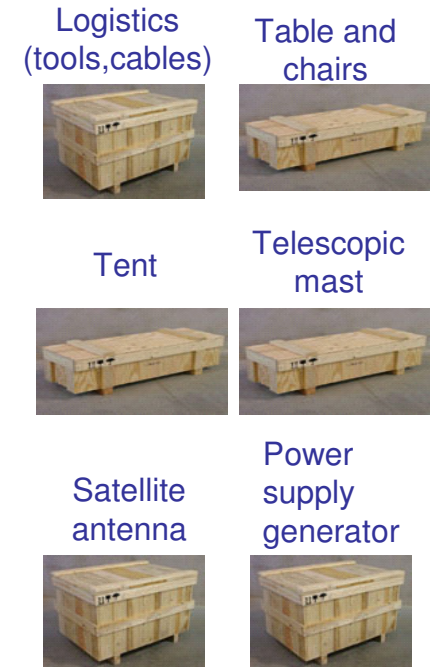 Logistics
(tools,cables)
Table and
chairs
Tent
Telescopic
mast
Satellite
antenna
Power
supply
generator